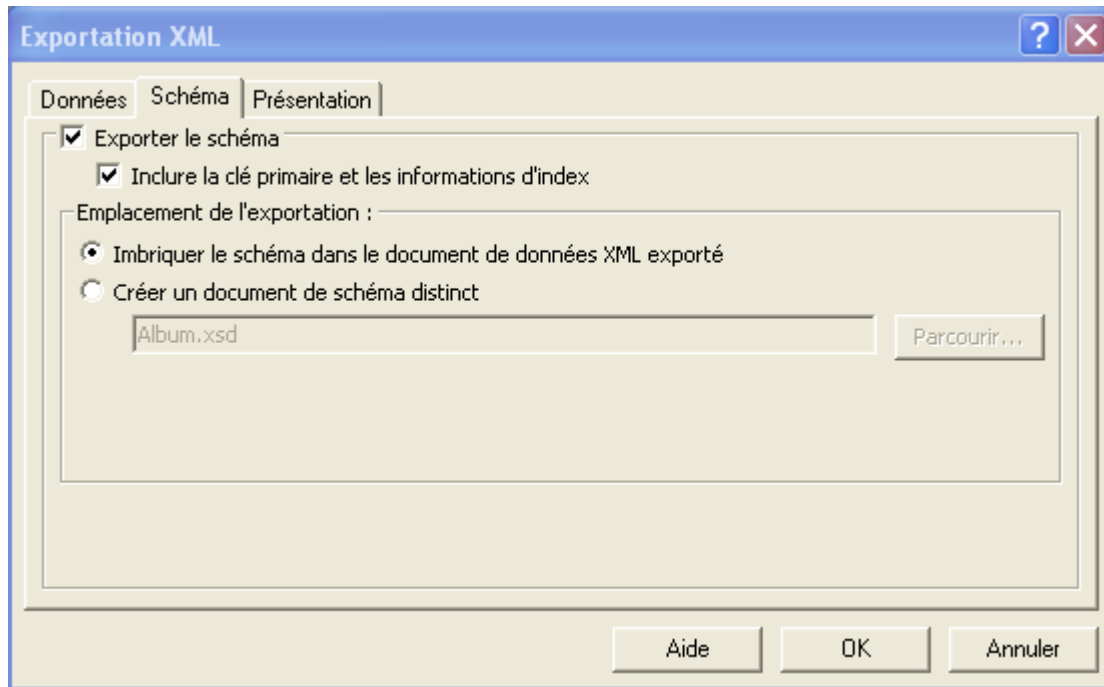 Exportation XML
Données Schéma Présentation
Exporter le schéma
Inclure la clé primaire et les informations d'index
Emplacement de l'exportation :
Imbriquer le schéma dans le document de données XML exporté
Créer un document de schéma distinct
Album.xsd Parcourir...
Aide OK Annuler